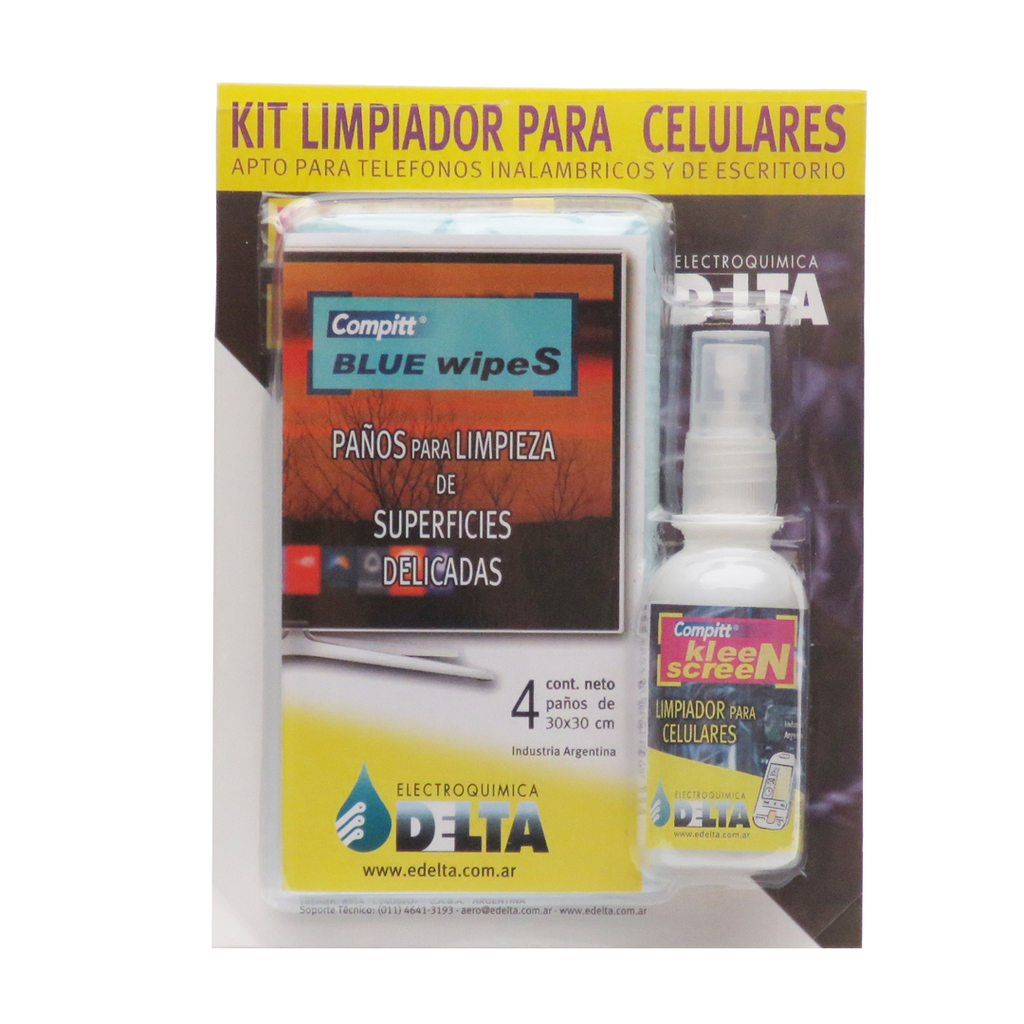 KIT LIMPIADOR PARA CELULARES
APTO PARA TELEFONOS INALAMBRICOS Y DE ESCRITORIO
ELECTROQUIMICA
DELTA
Compitt®
BLUE wipeS
PAÑOS PARA LIMPIEZA
DE
SUPERFICIES
DELICADAS
4 cont. neto
paños de
30x30 cm
Industria Argentina
ELECTROQUIMICA
DELTA
www.edelta.com.ar
Compitt®
kleeN
screeN
LIMPIADOR PARA
CELULARES
ELECTROQUIMICA
DELTA
www.edelta.com.ar
Soporte Técnico: (011) 4641-3193 - aero@edelta.com.ar - www.edelta.com.ar